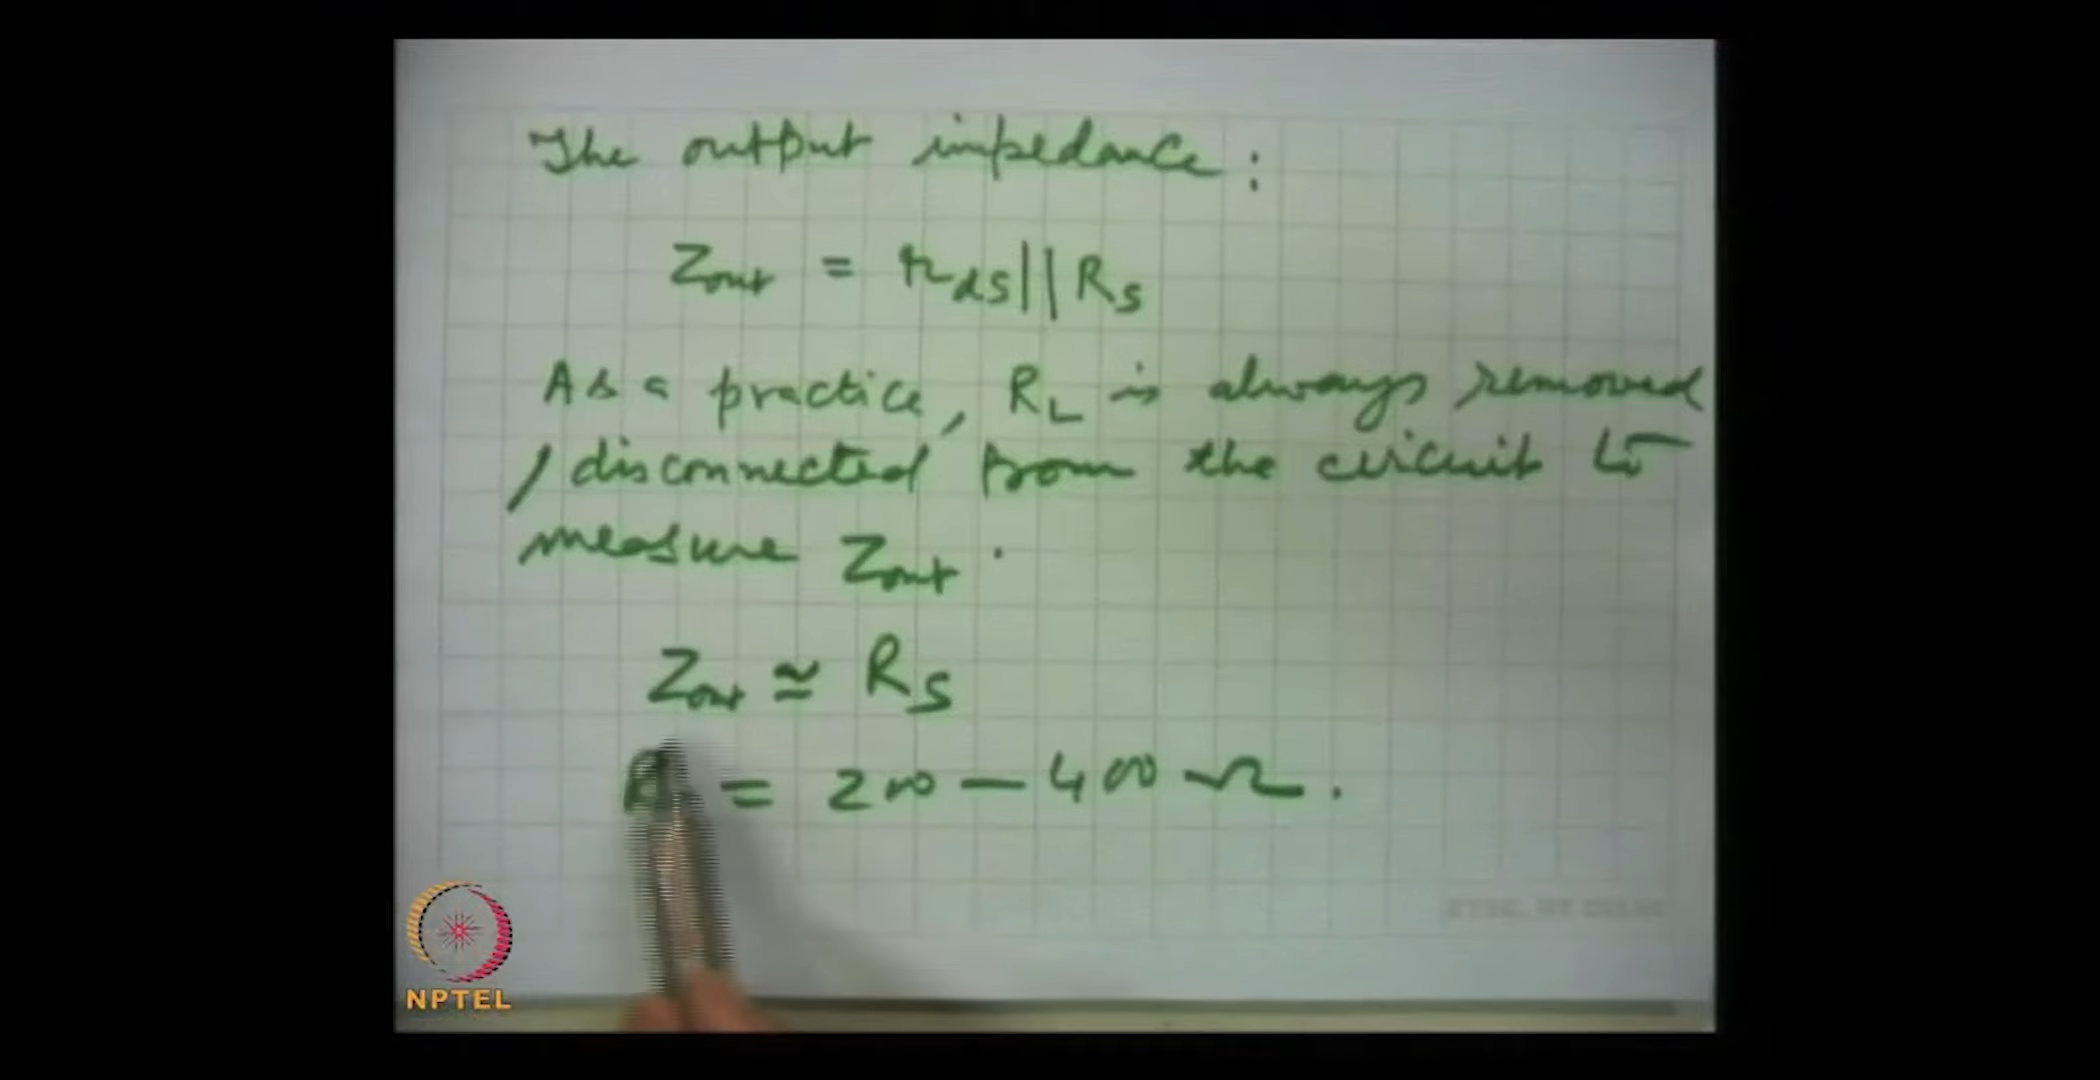 The output impedance :
Zout = rds || Rs
As a practice, RL is always removed
/ disconnected from the circuit to
measure Zout .
Zout ≃ Rs
R = 200 — 400 Ω .
NPTEL